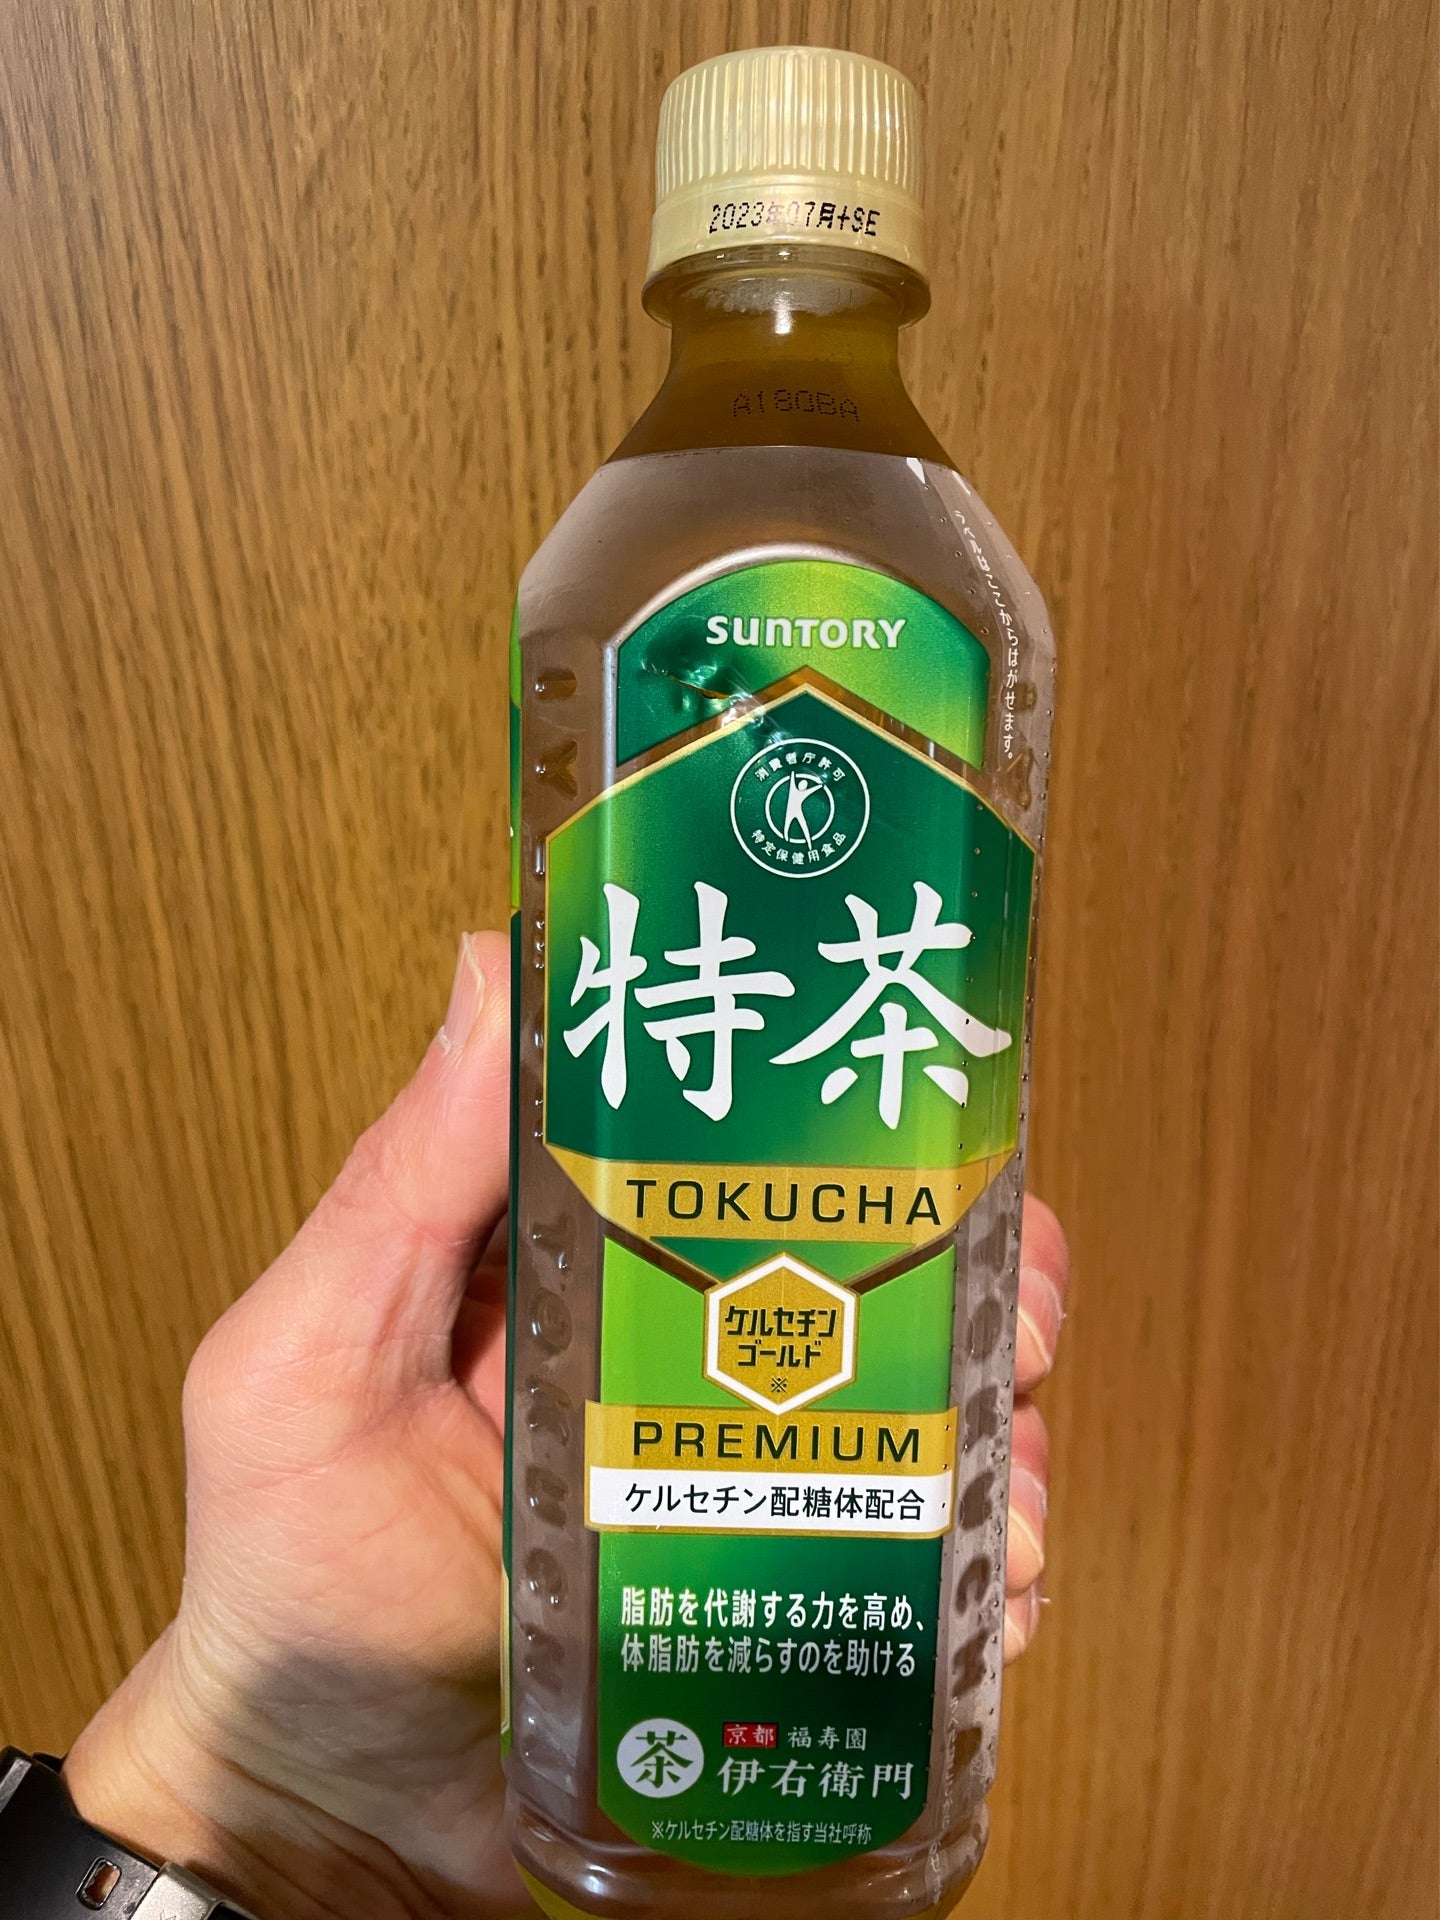 2023年07月+SE
A180BA
ラベルはここからはがせます。
SUNTORY
消費者庁許可
特定保健用食品
特茶
TOKUCHA
ケルセチン
ゴールド
※
PREMIUM
ケルセチン配糖体配合
脂肪を代謝する力を高め、
体脂肪を減らすのを助ける
茶
京都 福寿園
伊右衛門
※ケルセチン配糖体を指す当社呼称